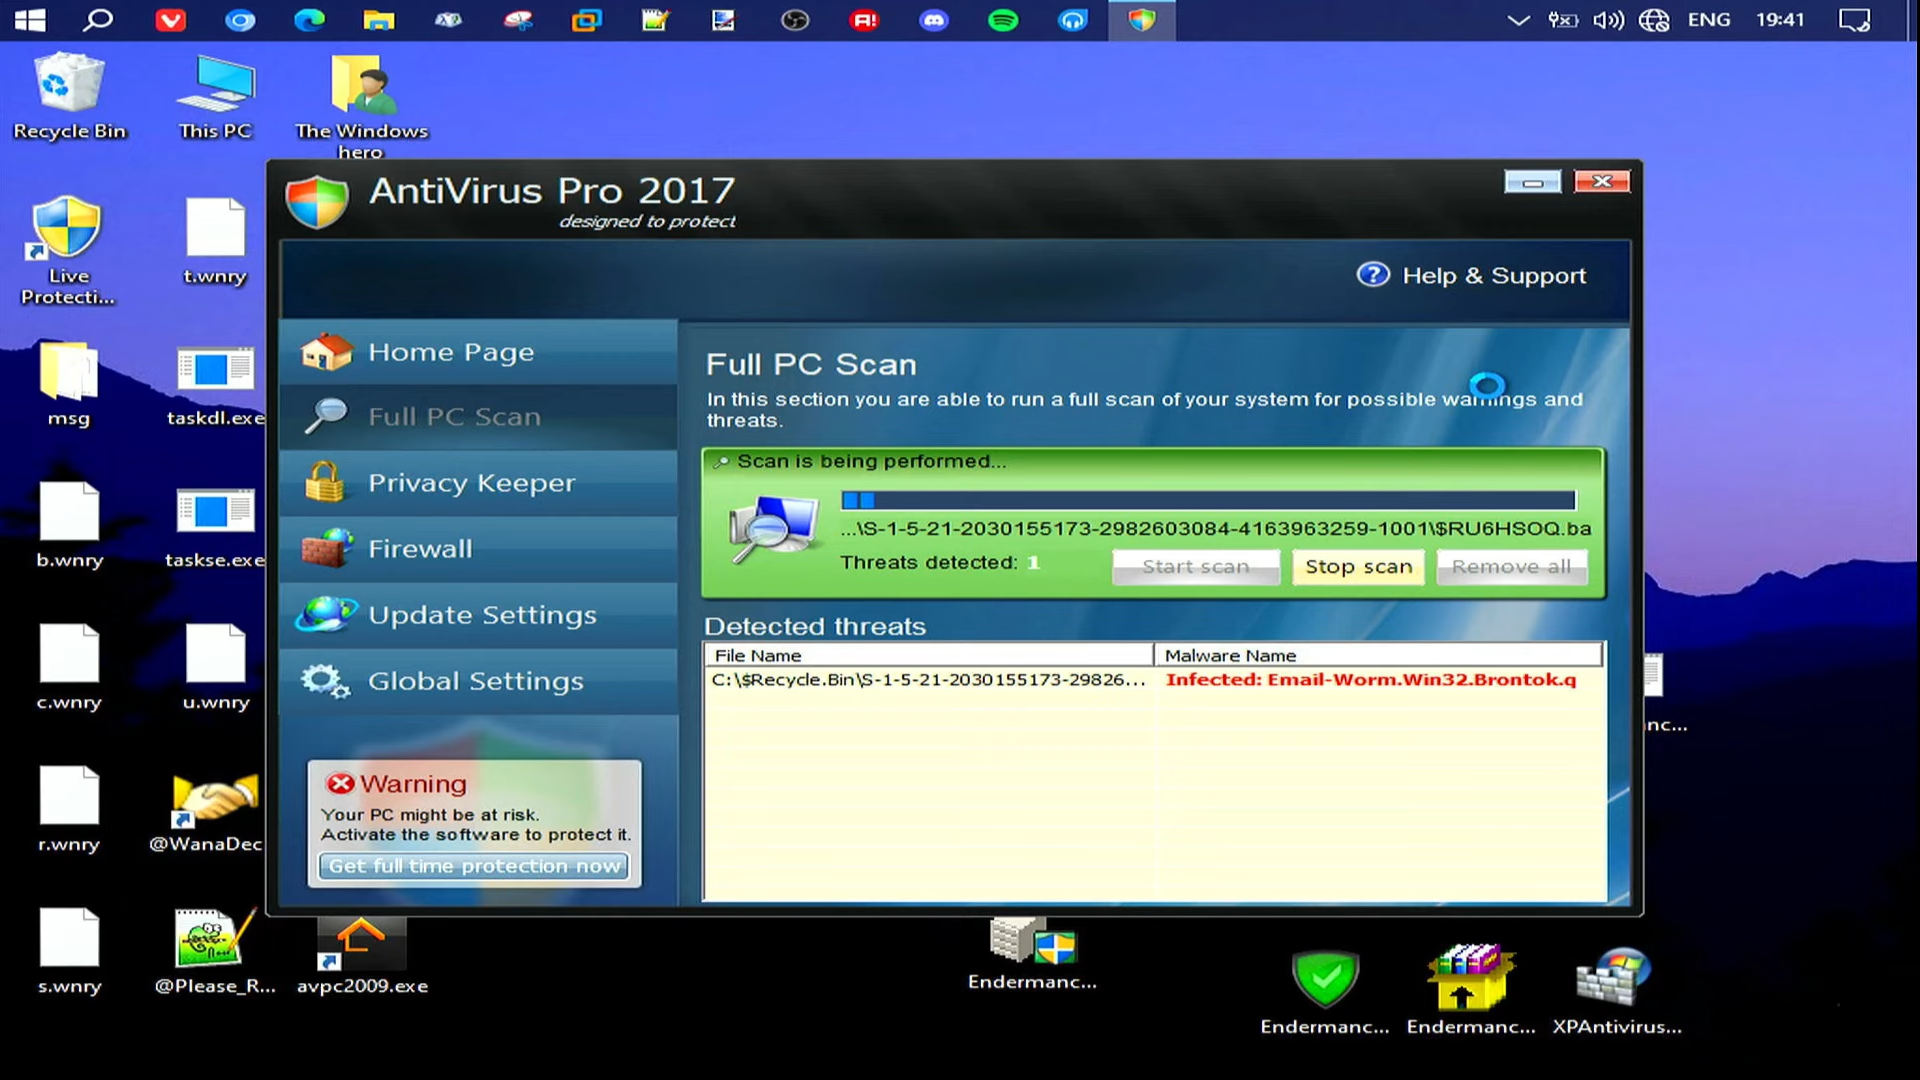 ENG
19:41
Recycle Bin
This PC
The Windows
hero
Live
Protecti...
t.wnry
msg
taskdl.exe
b.wnry
taskse.exe
c.wnry
u.wnry
r.wnry
@WanaDec
s.wnry
@Please_R...
avpc2009.exe
AntiVirus Pro 2017
designed to protect
Help & Support
Home Page
Full PC Scan
Privacy Keeper
Firewall
Update Settings
Global Settings
Warning
Your PC might be at risk.
Activate the software to protect it.
Get full time protection now
Full PC Scan
In this section you are able to run a full scan of your system for possible warnings and
threats.
Scan is being performed...
...\S-1-5-21-2030155173-2982603084-4163963259-1001\$RU6HSOQ.ba
Threats detected: 1
Start scan
Stop scan
Remove all
Detected threats
File Name
Malware Name
C:\$Recycle.Bin\S-1-5-21-2030155173-29826...
Infected: Email-Worm.Win32.Brontok.q
nc...
Endermanc...
Endermanc...
Endermanc...
XPAntivirus...